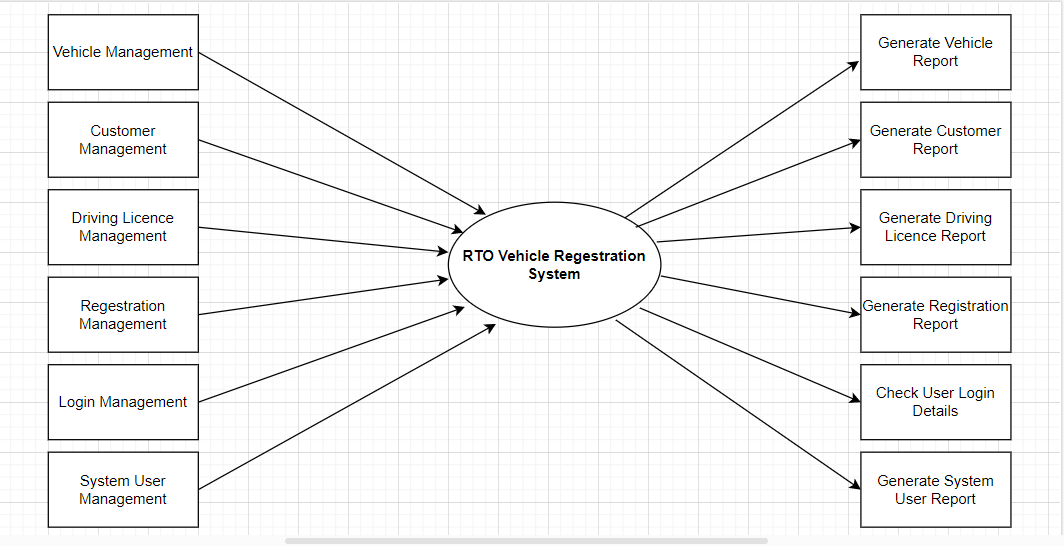 Vehicle Management
Customer
Management
Driving Licence
Management
Regestration
Management
Login Management
System User
Management
RTO Vehicle Regestration
System
Generate Vehicle
Report
Generate Customer
Report
Generate Driving
Licence Report
Generate Registration
Report
Check User Login
Details
Generate System
User Report